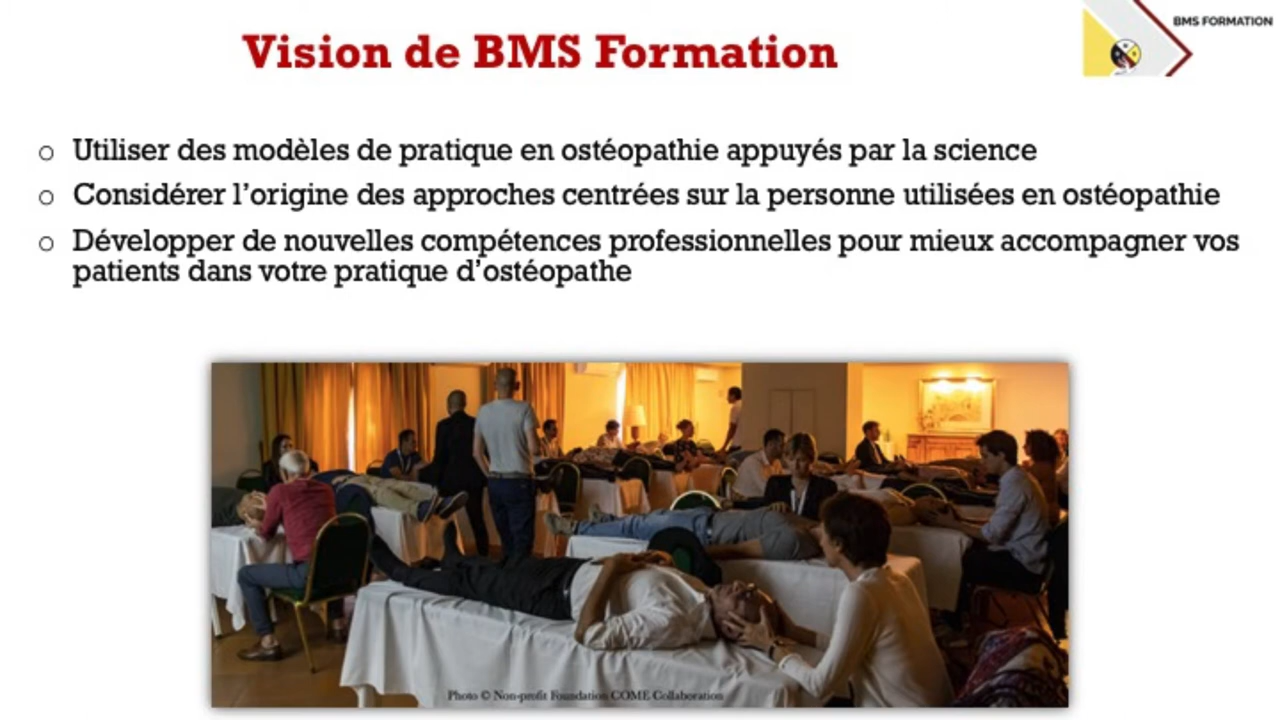 Vision de BMS Formation
BMS FORMATION
Utiliser des modèles de pratique en ostéopathie appuyés par la science
Considérer l'origine des approches centrées sur la personne utilisées en ostéopathie
Développer de nouvelles compétences professionnelles pour mieux accompagner vos
patients dans votre pratique d'ostéopathe
Photo © Non-profit Foundation COME Collaboration